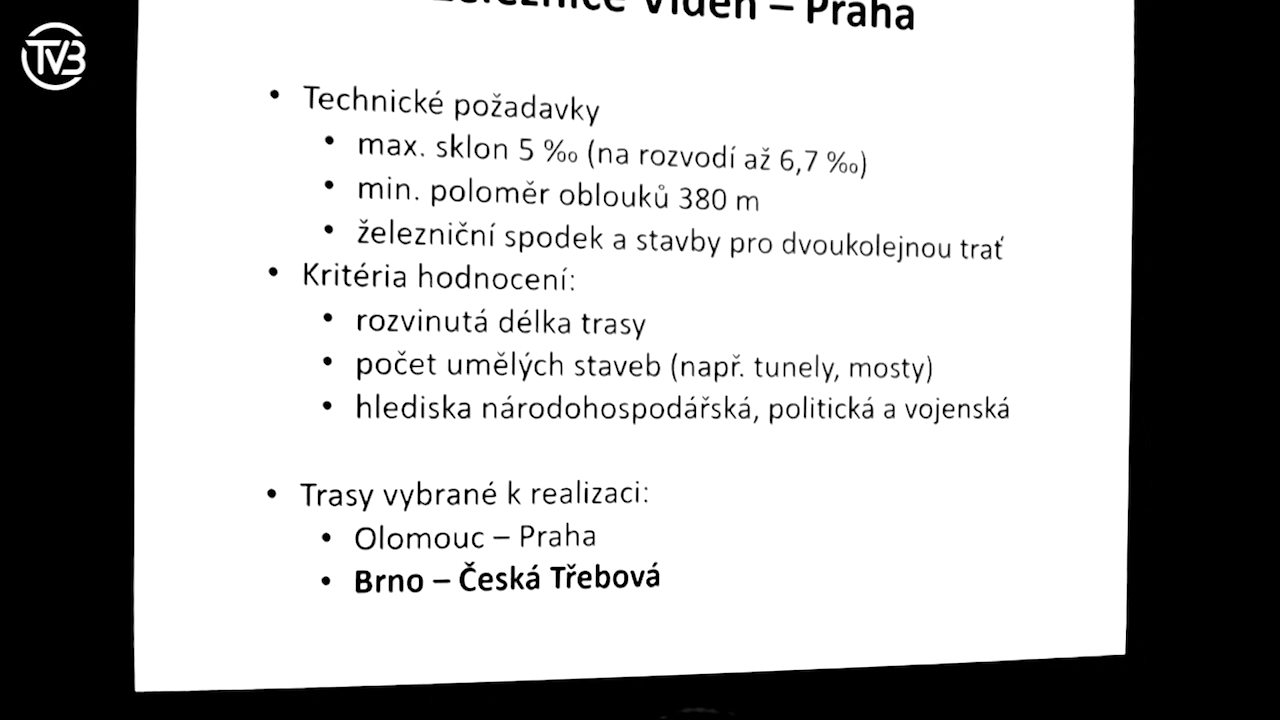 TVB
železnice Vídeň – Praha
• Technické požadavky
• max. sklon 5 ‰ (na rozvodí až 6,7 ‰)
• min. poloměr oblouků 380 m
• železniční spodek a stavby pro dvoukolejnou trať
• Kritéria hodnocení:
• rozvinutá délka trasy
• počet umělých staveb (např. tunely, mosty)
• hlediska národohospodářská, politická a vojenská
• Trasy vybrané k realizaci:
• Olomouc – Praha
• Brno – Česká Třebová